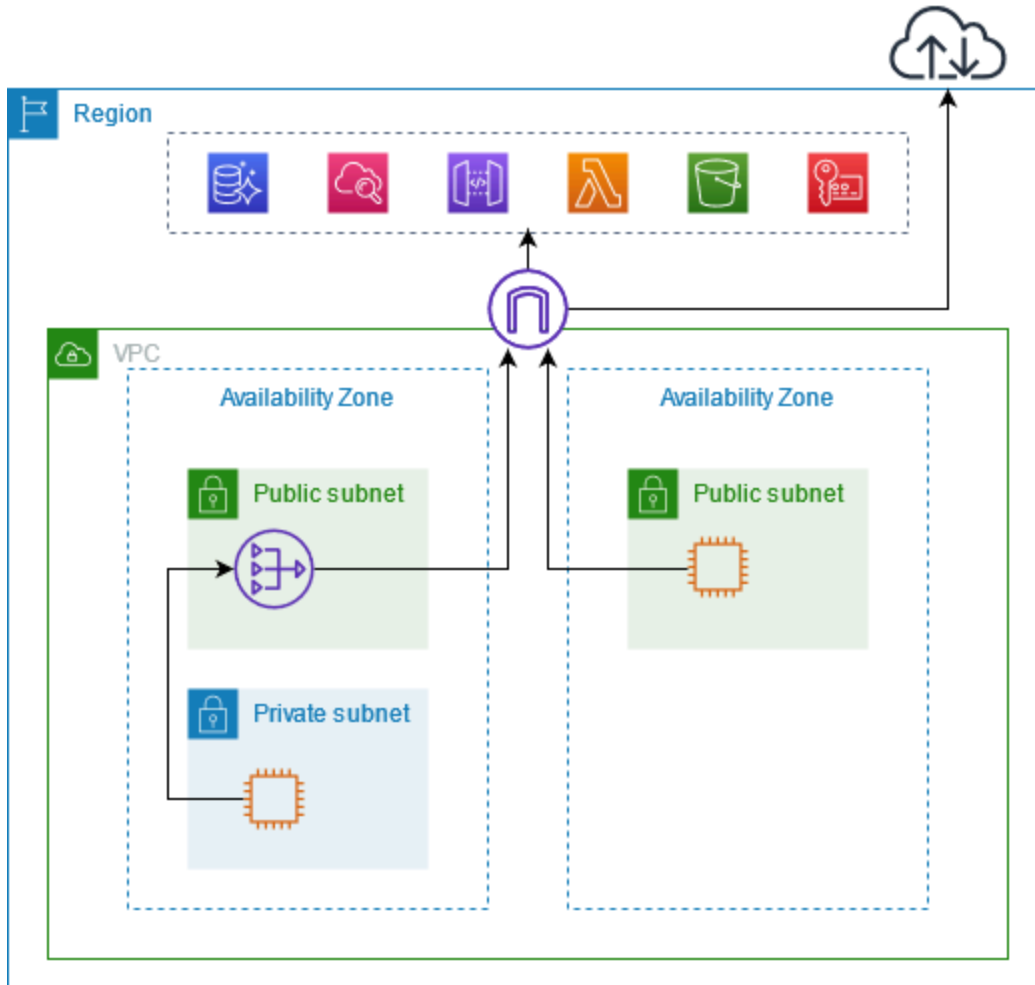 Region
VPC
Availability Zone
Availability Zone
Public subnet
Public subnet
Private subnet